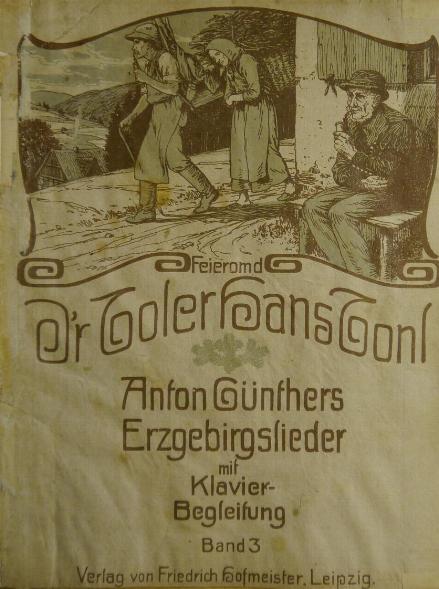 Feieromd
D'r Toler Hans Tonl
Anton Günthers
Erzgebirgslieder
mit
Klavier-
Begleitung
Band 3
Verlag von Friedrich Hofmeister, Leipzig.